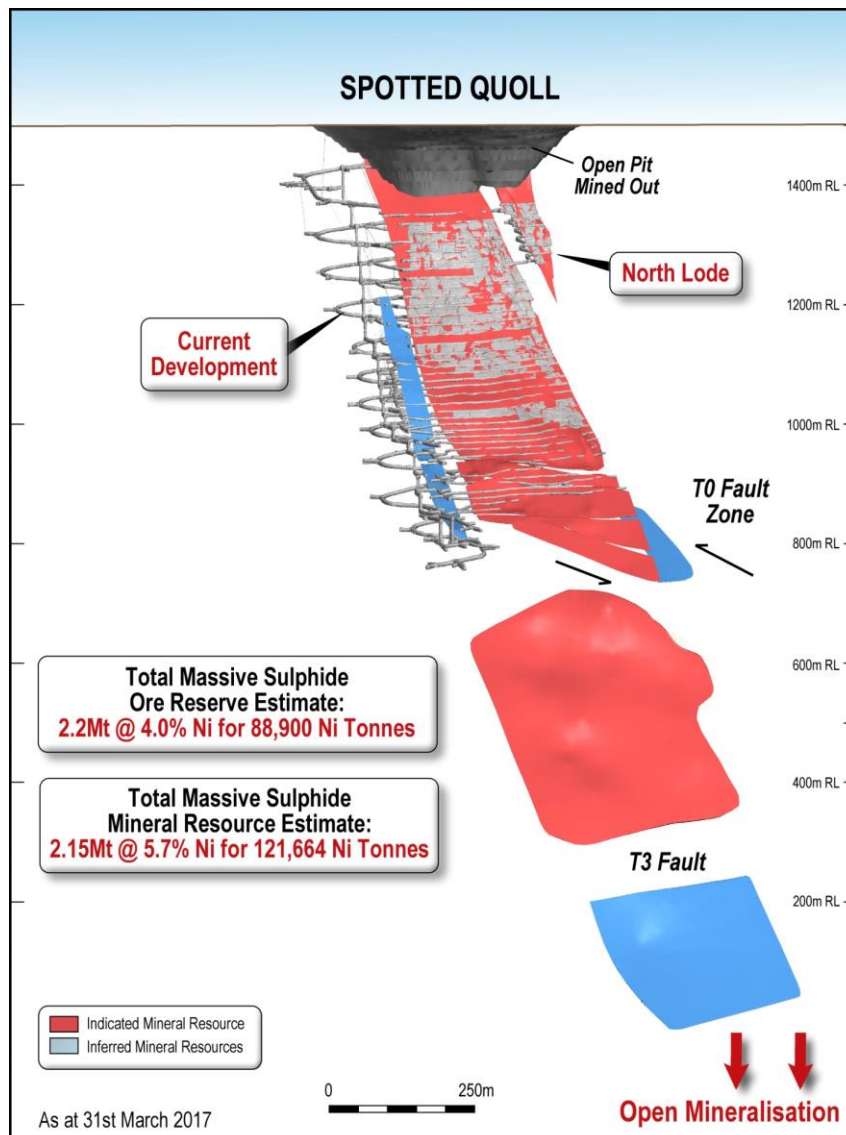 SPOTTED QUOLL
Open Pit
Mined Out
1400m RL
North Lode
1200m RL
Current
Development
1000m RL
T0 Fault
Zone
800m RL
Total Massive Sulphide
Ore Reserve Estimate:
2.2Mt @ 4.0% Ni for 88,900 Ni Tonnes
600m RL
Total Massive Sulphide
Mineral Resource Estimate:
2.15Mt @ 5.7% Ni for 121,664 Ni Tonnes
400m RL
T3 Fault
200m RL
Indicated Mineral Resource
Inferred Mineral Resources
0
250m
As at 31st March 2017
Open Mineralisation